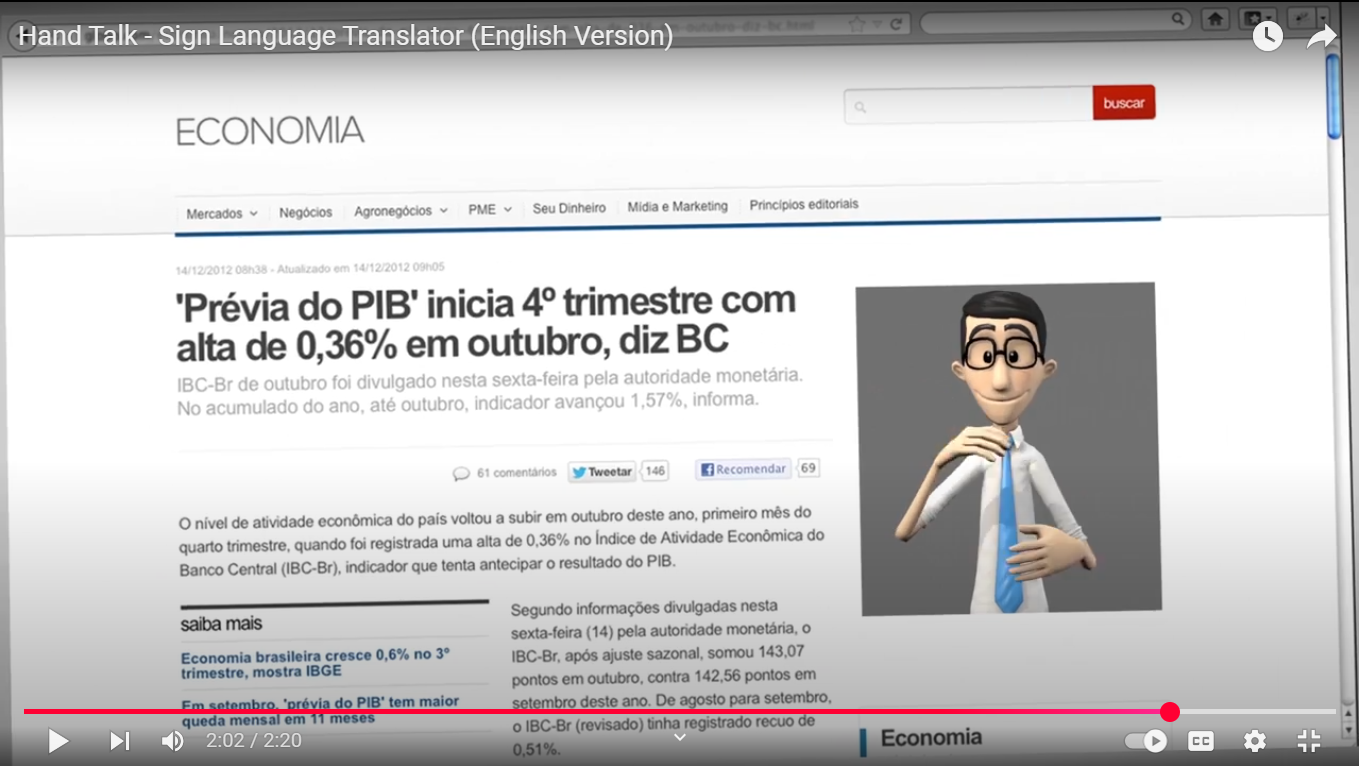 Hand Talk - Sign Language Translator (English Version)
ECONOMIA
buscar
Mercados Negócios Agronegócios PME Seu Dinheiro Mídia e Marketing Princípios editoriais
14/12/2012 08h38 - Atualizado em 14/12/2012 09h05
'Prévia do PIB' inicia 4º trimestre com
alta de 0,36% em outubro, diz BC
IBC-Br de outubro foi divulgado nesta sexta-feira pela autoridade monetária.
No acumulado do ano, até outubro, indicador avançou 1,57%, informa.
61 comentários Tweetar 146 Recomendar 69
O nível de atividade econômica do país voltou a subir em outubro deste ano, primeiro mês do
quarto trimestre, quando foi registrada uma alta de 0,36% no Índice de Atividade Econômica do
Banco Central (IBC-Br), indicador que tenta antecipar o resultado do PIB.
saiba mais
Economia brasileira cresce 0,6% no 3º
trimestre, mostra IBGE
Em setembro, 'prévia do PIB' tem maior
queda mensal em 11 meses
Segundo informações divulgadas nesta
sexta-feira (14) pela autoridade monetária, o
IBC-Br, após ajuste sazonal, somou 143,07
pontos em outubro, contra 142,56 pontos em
setembro deste ano. De agosto para setembro,
o IBC-Br (revisado) tinha registrado recuo de
0,51%.
Economia
2:02 / 2:20
CC